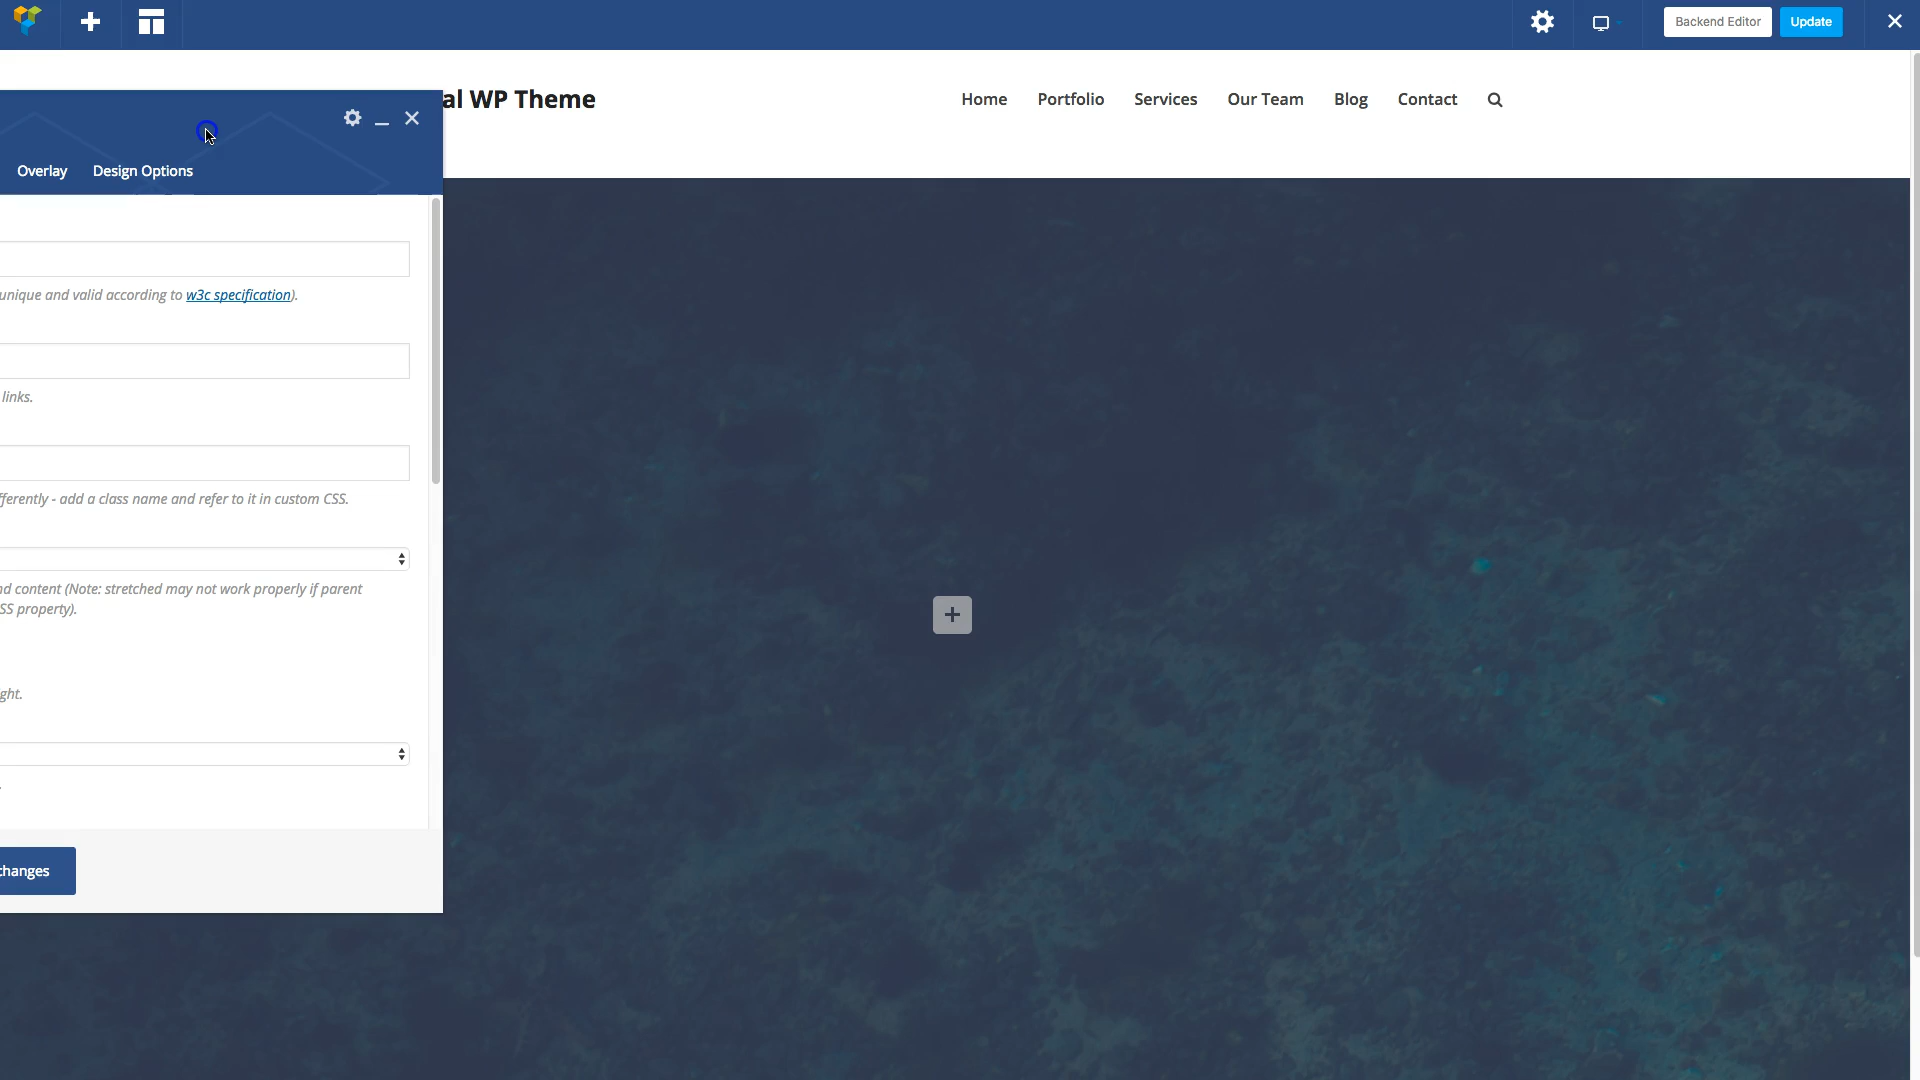 Backend Editor
Update
al WP Theme
Home
Portfolio
Services
Our Team
Blog
Contact
Overlay
Design Options
unique and valid according to w3c specification).
links.
fferently - add a class name and refer to it in custom CSS.
nd content (Note: stretched may not work properly if parent
SS property).
ght.
changes